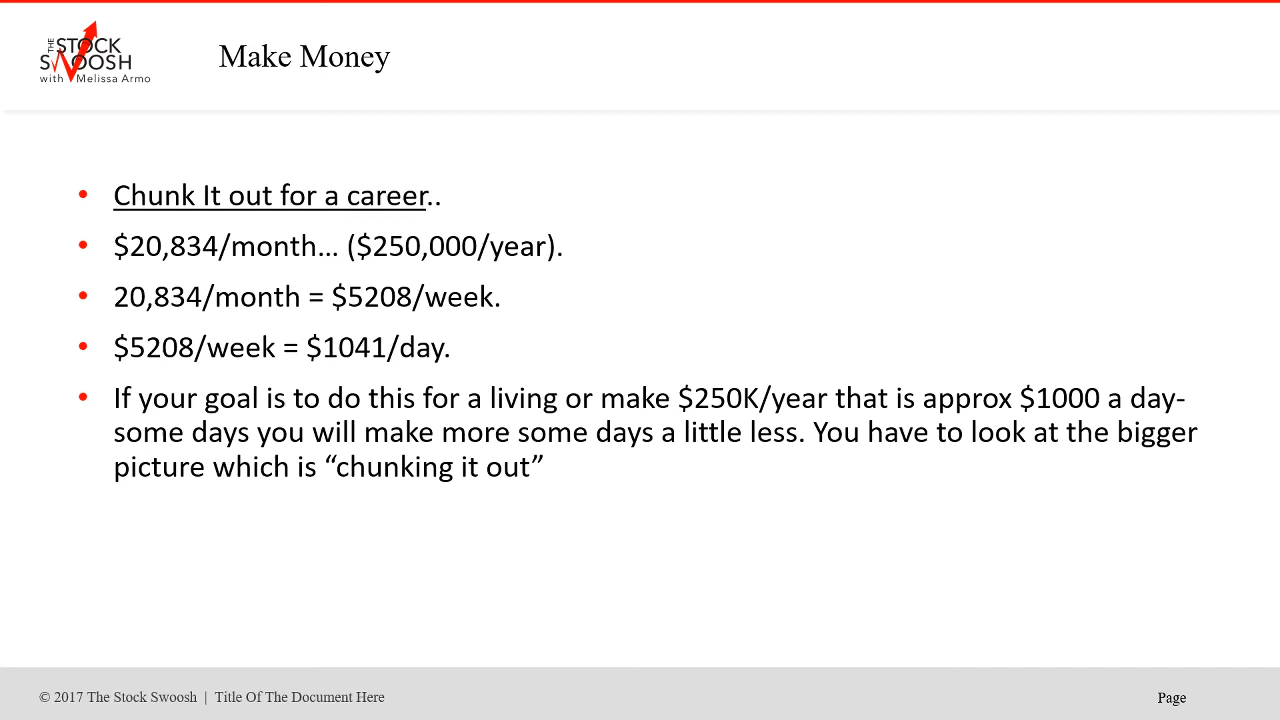 THE STOCK
SWOOSH
with Melissa Armo
Make Money
• Chunk It out for a career..
• $20,834/month… ($250,000/year).
• 20,834/month = $5208/week.
• $5208/week = $1041/day.
• If your goal is to do this for a living or make $250K/year that is approx $1000 a day-
some days you will make more some days a little less. You have to look at the bigger
picture which is “chunking it out”
© 2017 The Stock Swoosh | Title Of The Document Here
Page